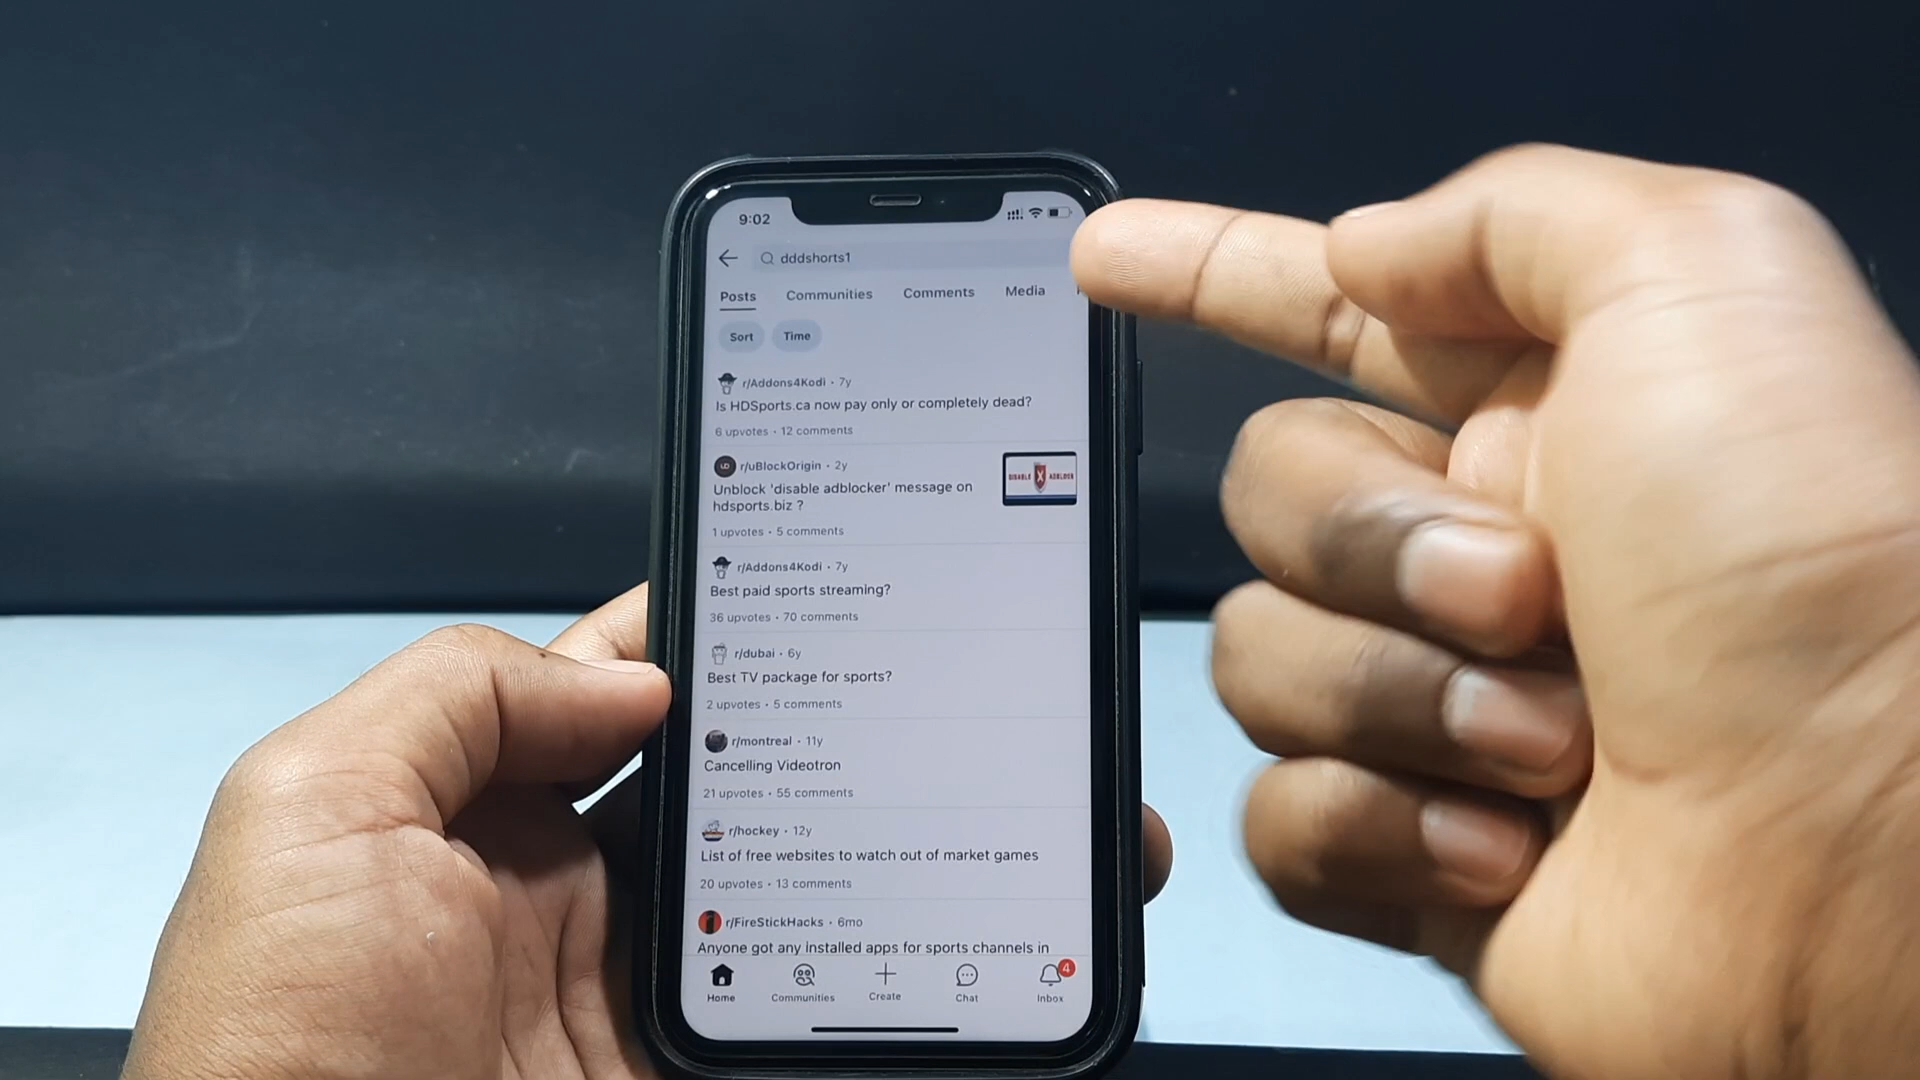 9:02
dddshorts1
Posts Communities Comments Media
Sort Time
r/Addons4Kodi • 7y
Is HDSports.ca now pay only or completely dead?
6 upvotes • 12 comments
r/uBlockOrigin • 2y
Unblock 'disable adblocker' message on
hdsports.biz ?
DISABLE ADBLOCK
1 upvotes • 5 comments
r/Addons4Kodi • 7y
Best paid sports streaming?
36 upvotes • 70 comments
r/dubai • 6y
Best TV package for sports?
2 upvotes • 5 comments
r/montreal • 11y
Cancelling Videotron
21 upvotes • 55 comments
r/hockey • 12y
List of free websites to watch out of market games
20 upvotes • 13 comments
r/FireStickHacks • 6mo
Anyone got any installed apps for sports channels in
4
Home Communities Create Chat Inbox